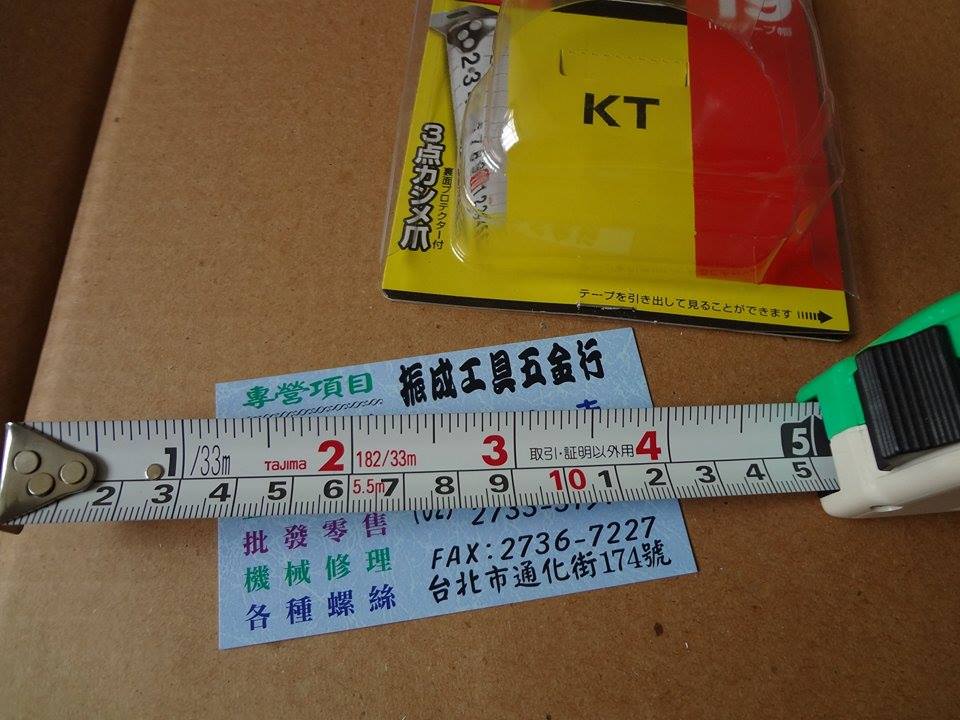 19
KT
3点カシメ爪
裏面プロテクター付
テープを引き出して見ることができます
專營項目
振成工具五金行
1 /33m TAJIMA 2 182/33m 3 取引・証明以外用 4 5
2 3 4 5 6 5.5m 7 8 9 10 1 2 3 4 5
批發零售
機械修理
FAX:2736-7227
各種螺絲
台北市通化街174號